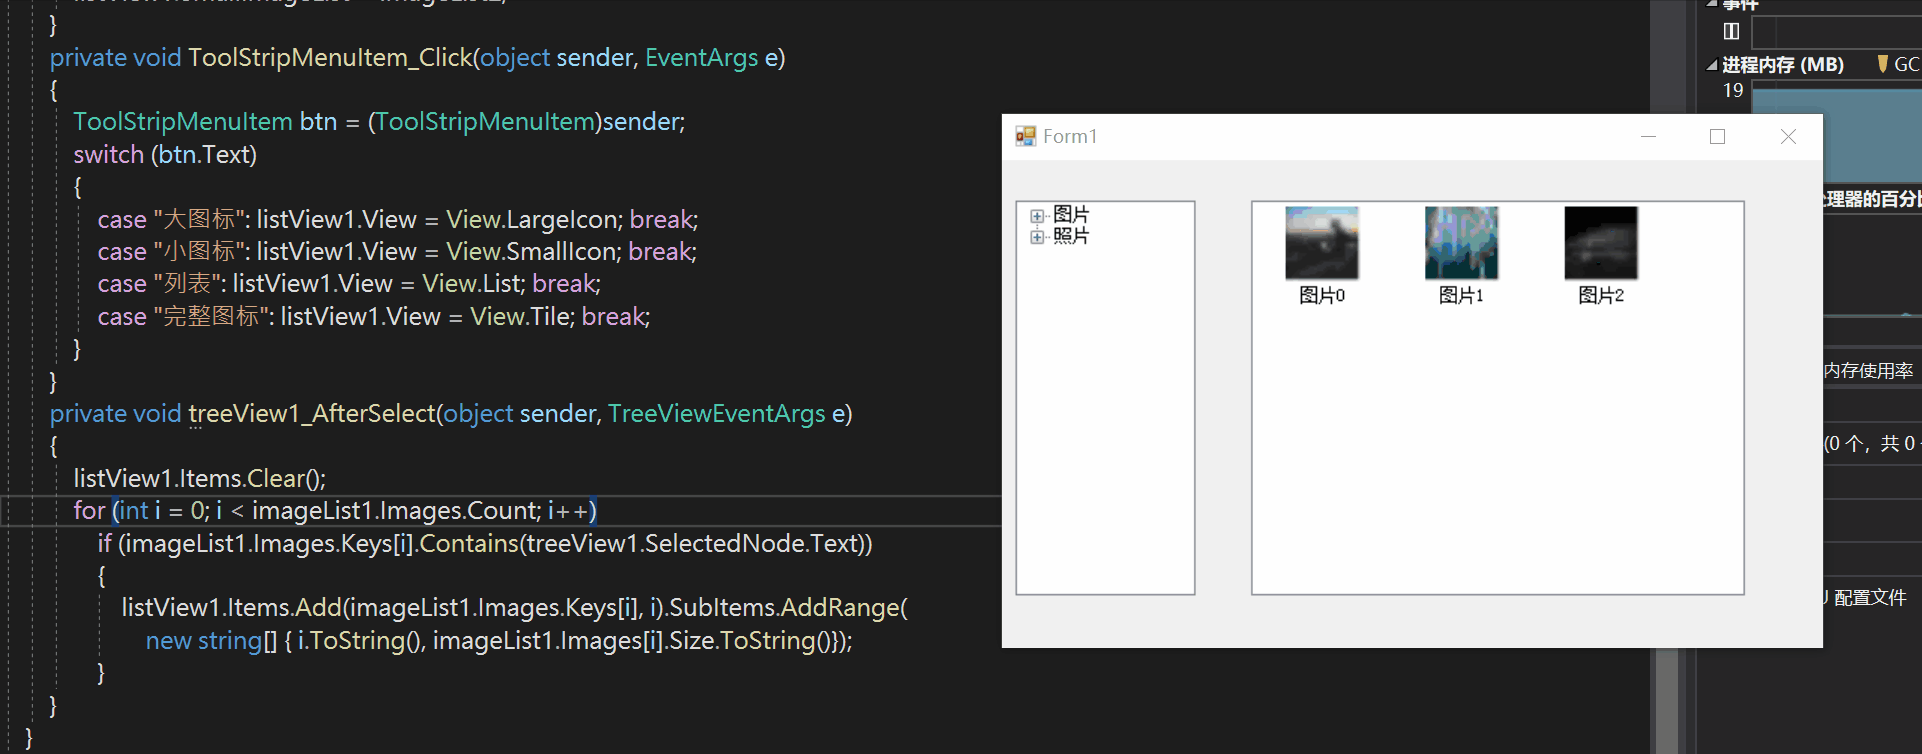 }
private void ToolStripMenuItem_Click(object sender, EventArgs e)
{
ToolStripMenuItem btn = (ToolStripMenuItem)sender;
switch (btn.Text)
{
case "大图标": listView1.View = View.LargeIcon; break;
case "小图标": listView1.View = View.SmallIcon; break;
case "列表": listView1.View = View.List; break;
case "完整图标": listView1.View = View.Tile; break;
}
}
private void treeView1_AfterSelect(object sender, TreeViewEventArgs e)
{
listView1.Items.Clear();
for (int i = 0; i < imageList1.Images.Count; i++)
if (imageList1.Images.Keys[i].Contains(treeView1.SelectedNode.Text))
{
listView1.Items.Add(imageList1.Images.Keys[i], i).SubItems.AddRange(
new string[] { i.ToString(), imageList1.Images[i].Size.ToString()});
}
}
}
Form1
图片
照片
图片0
图片1
图片2
事件
进程内存 (MB)
GC
19
处理器的百分比
内存使用率
(0 个，共 0
配置文件